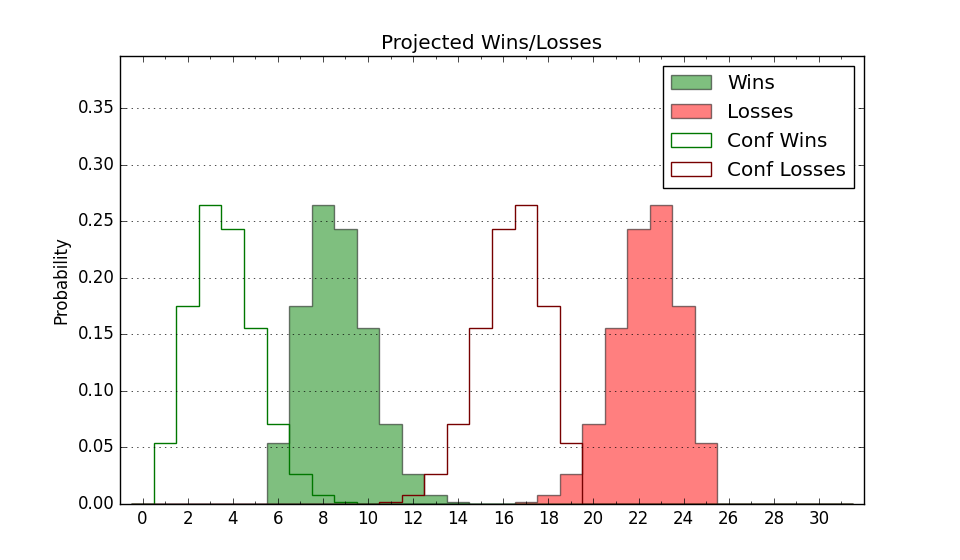 Projected Wins/Losses
Wins
Losses
Conf Wins
Conf Losses
Probability
0.35
0.30
0.25
0.20
0.15
0.10
0.05
0.00
0 2 4 6 8 10 12 14 16 18 20 22 24 26 28 30